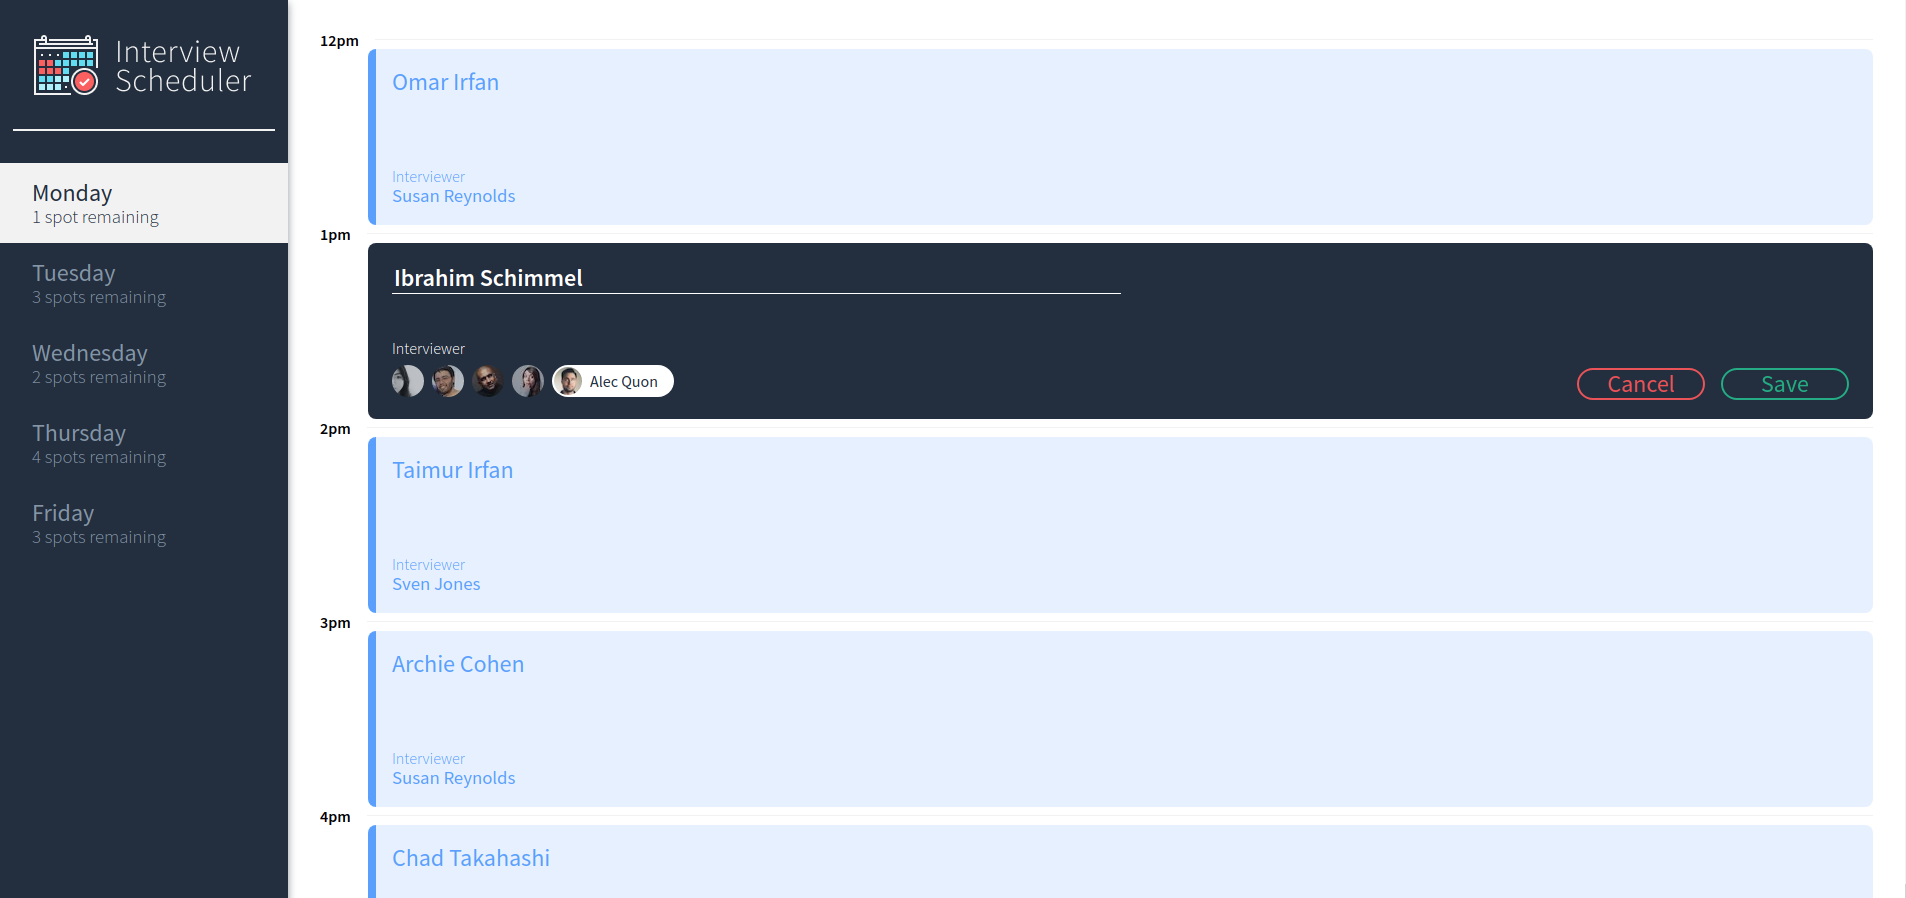 Interview
Scheduler
Monday
1 spot remaining
Tuesday
3 spots remaining
Wednesday
2 spots remaining
Thursday
4 spots remaining
Friday
3 spots remaining
12pm
Omar Irfan
Interviewer
Susan Reynolds
1pm
Ibrahim Schimmel
Interviewer
Alec Quon
Cancel
Save
2pm
Taimur Irfan
Interviewer
Sven Jones
3pm
Archie Cohen
Interviewer
Susan Reynolds
4pm
Chad Takahashi